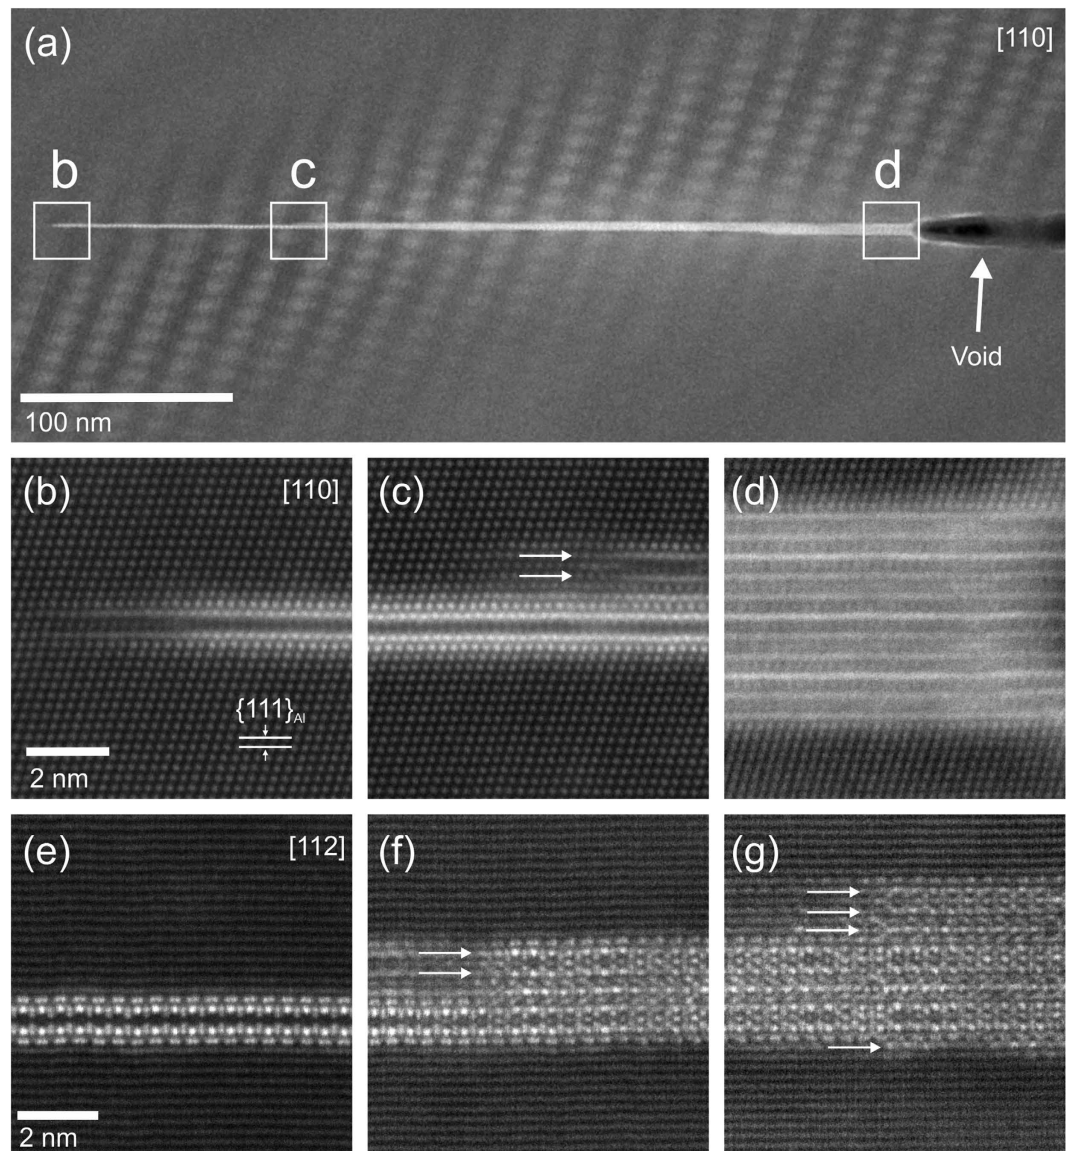 (a)
[110]
b
c
d
Void
100 nm
(b)
[110]
(c)
(d)
{111}Al
2 nm
(e)
[112]
(f)
(g)
2 nm